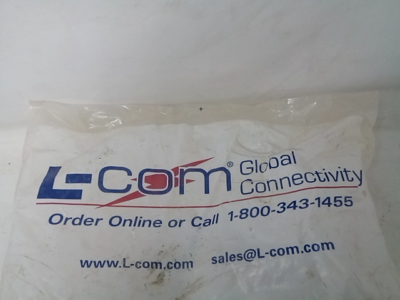 L-com® Global
Connectivity
Order Online or Call 1-800-343-1455
www.L-com.com sales@L-com.com